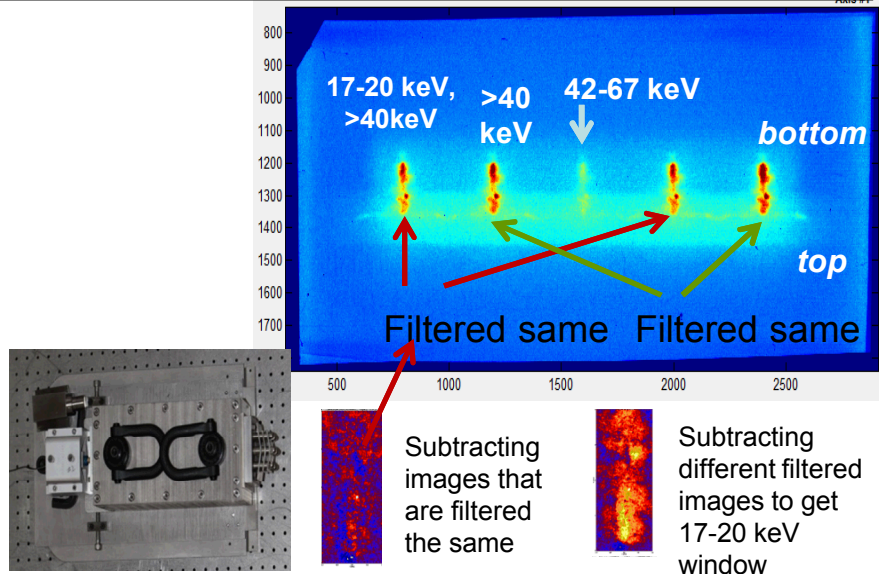 800
900
1000
1100
1200
1300
1400
1500
1600
1700
17-20 keV,
>40keV
>40
keV
42-67 keV
bottom
top
Filtered same
Filtered same
500
1000
1500
2000
2500
Subtracting
images that
are filtered
the same
Subtracting
different filtered
images to get
17-20 keV
window